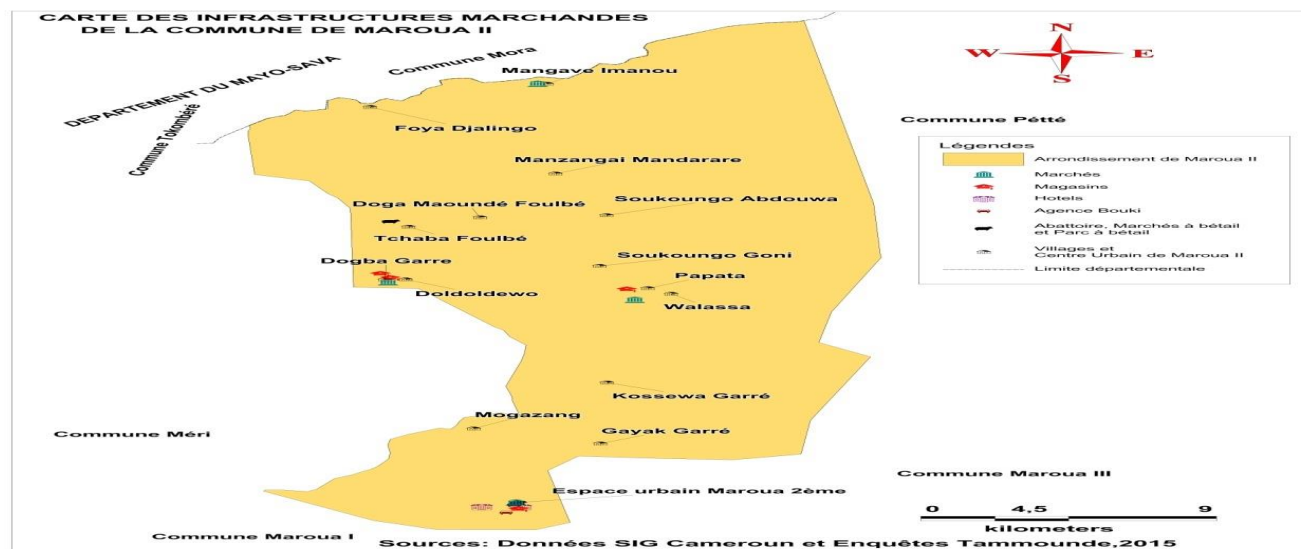 CARTE DES INFRASTRUCTURES MARCHANDES
DE LA COMMUNE DE MAROUA II
N
W
E
S
DEPARTEMENT DU MAYO-SAVA
Commune Mora
Commune Tokombéré
Mangave Imanou
Foya Djalingo
Commune Pétté
Manzangai Mandarare
Doga Maoundé Foulbé
Soukoungo Abdouwa
Tchaba Foulbé
Dogba Garre
Soukoungo Goni
Papata
Doldoldewo
Walassa
Légendes
Arrondissement de Maroua II
Marchés
Magasins
Hotels
Agence Bouki
Abattoire, Marchés à bétail
et Parc à bétail
Villages et
Centre Urbain de Maroua II
Limite départementale
Kossewa Garré
Mogazang
Gayak Garré
Commune Méri
Commune Maroua III
Espace urbain Maroua 2ème
0 4,5 9
kilometers
Commune Maroua I
Sources: Données SIG Cameroun et Enquêtes Tammounde,2015